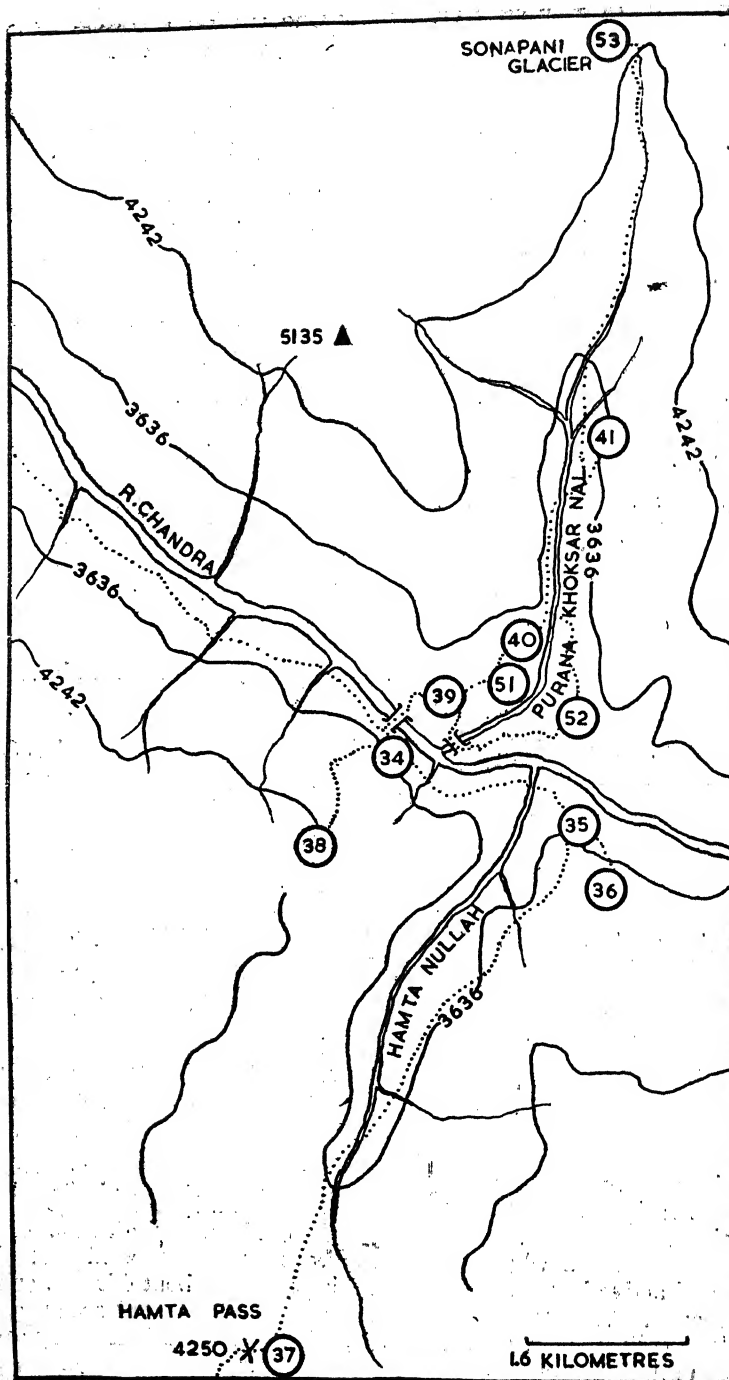 SONAPANI 53
GLACIER
4242
5135
3636
41
4242
R.CHANDRA
PURANA KHOKSAR NAL
3636
3636
40
51
39
52
4242
34
38
35
36
HAMTA NULLAH
3636
HAMTA PASS
4250 37
1.6 KILOMETRES